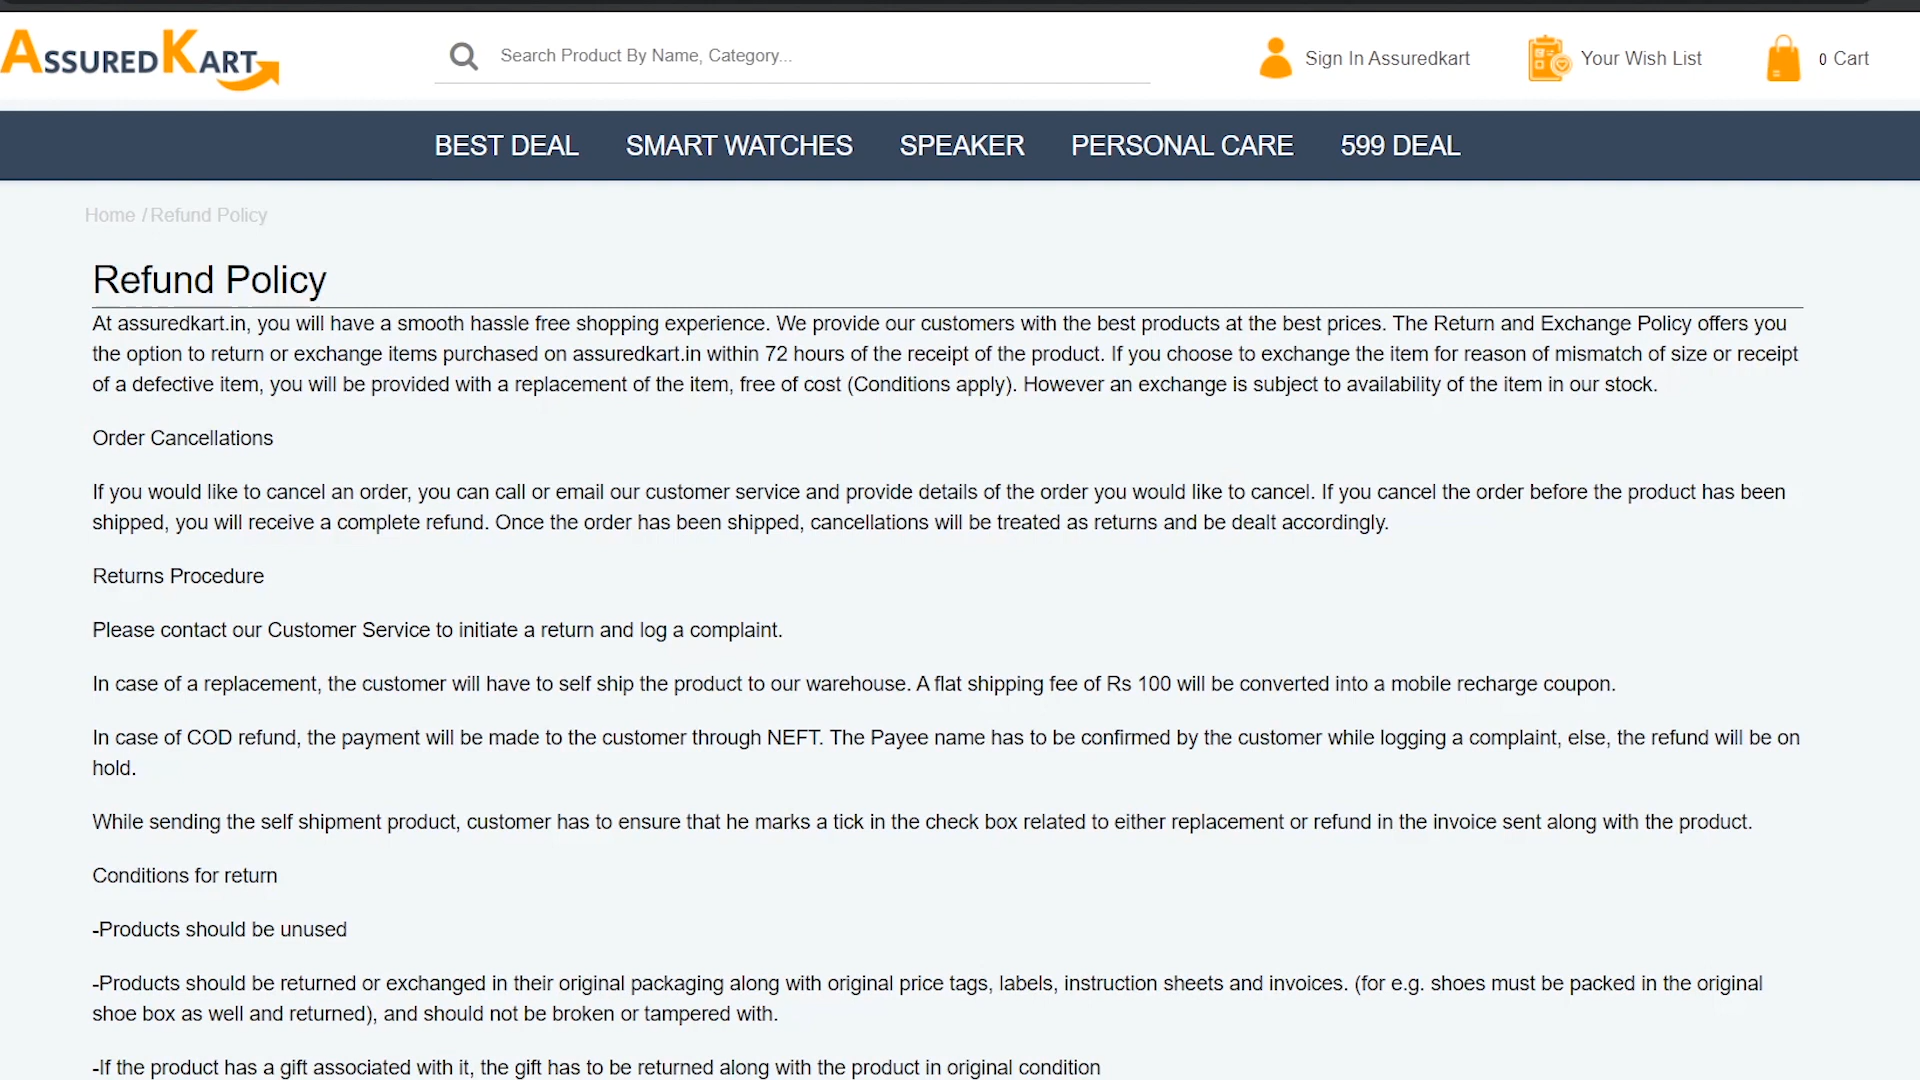 ASSURED KART
Search Product By Name, Category...
Sign In Assuredkart
Your Wish List
0 Cart
BEST DEAL
SMART WATCHES
SPEAKER
PERSONAL CARE
599 DEAL
Home / Refund Policy
Refund Policy
At assuredkart.in, you will have a smooth hassle free shopping experience. We provide our customers with the best products at the best prices. The Return and Exchange Policy offers you
the option to return or exchange items purchased on assuredkart.in within 72 hours of the receipt of the product. If you choose to exchange the item for reason of mismatch of size or receipt
of a defective item, you will be provided with a replacement of the item, free of cost (Conditions apply). However an exchange is subject to availability of the item in our stock.
Order Cancellations
If you would like to cancel an order, you can call or email our customer service and provide details of the order you would like to cancel. If you cancel the order before the product has been
shipped, you will receive a complete refund. Once the order has been shipped, cancellations will be treated as returns and be dealt accordingly.
Returns Procedure
Please contact our Customer Service to initiate a return and log a complaint.
In case of a replacement, the customer will have to self ship the product to our warehouse. A flat shipping fee of Rs 100 will be converted into a mobile recharge coupon.
In case of COD refund, the payment will be made to the customer through NEFT. The Payee name has to be confirmed by the customer while logging a complaint, else, the refund will be on
hold.
While sending the self shipment product, customer has to ensure that he marks a tick in the check box related to either replacement or refund in the invoice sent along with the product.
Conditions for return
-Products should be unused
-Products should be returned or exchanged in their original packaging along with original price tags, labels, instruction sheets and invoices. (for e.g. shoes must be packed in the original
shoe box as well and returned), and should not be broken or tampered with.
-If the product has a gift associated with it, the gift has to be returned along with the product in original condition